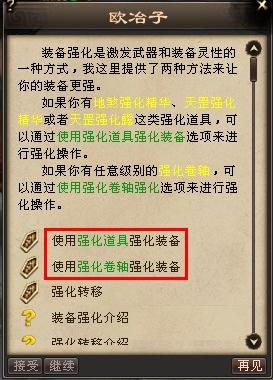 欧冶子
装备强化是激发武器和装备灵性的
一种方式，我这里提供了两种方法来让
你的装备更强。
如果你有地煞强化精华、天罡强化
精华或者天罡强化露这类强化道具，可
以通过使用强化道具强化装备选项来进
行强化操作。
如果你有任意级别的强化卷轴，可
以通过使用强化卷轴强化选项来进行强
化操作。
使用强化道具强化装备
使用强化卷轴强化装备
强化转移
装备强化介绍
强化转移介绍
接受 继续 再见